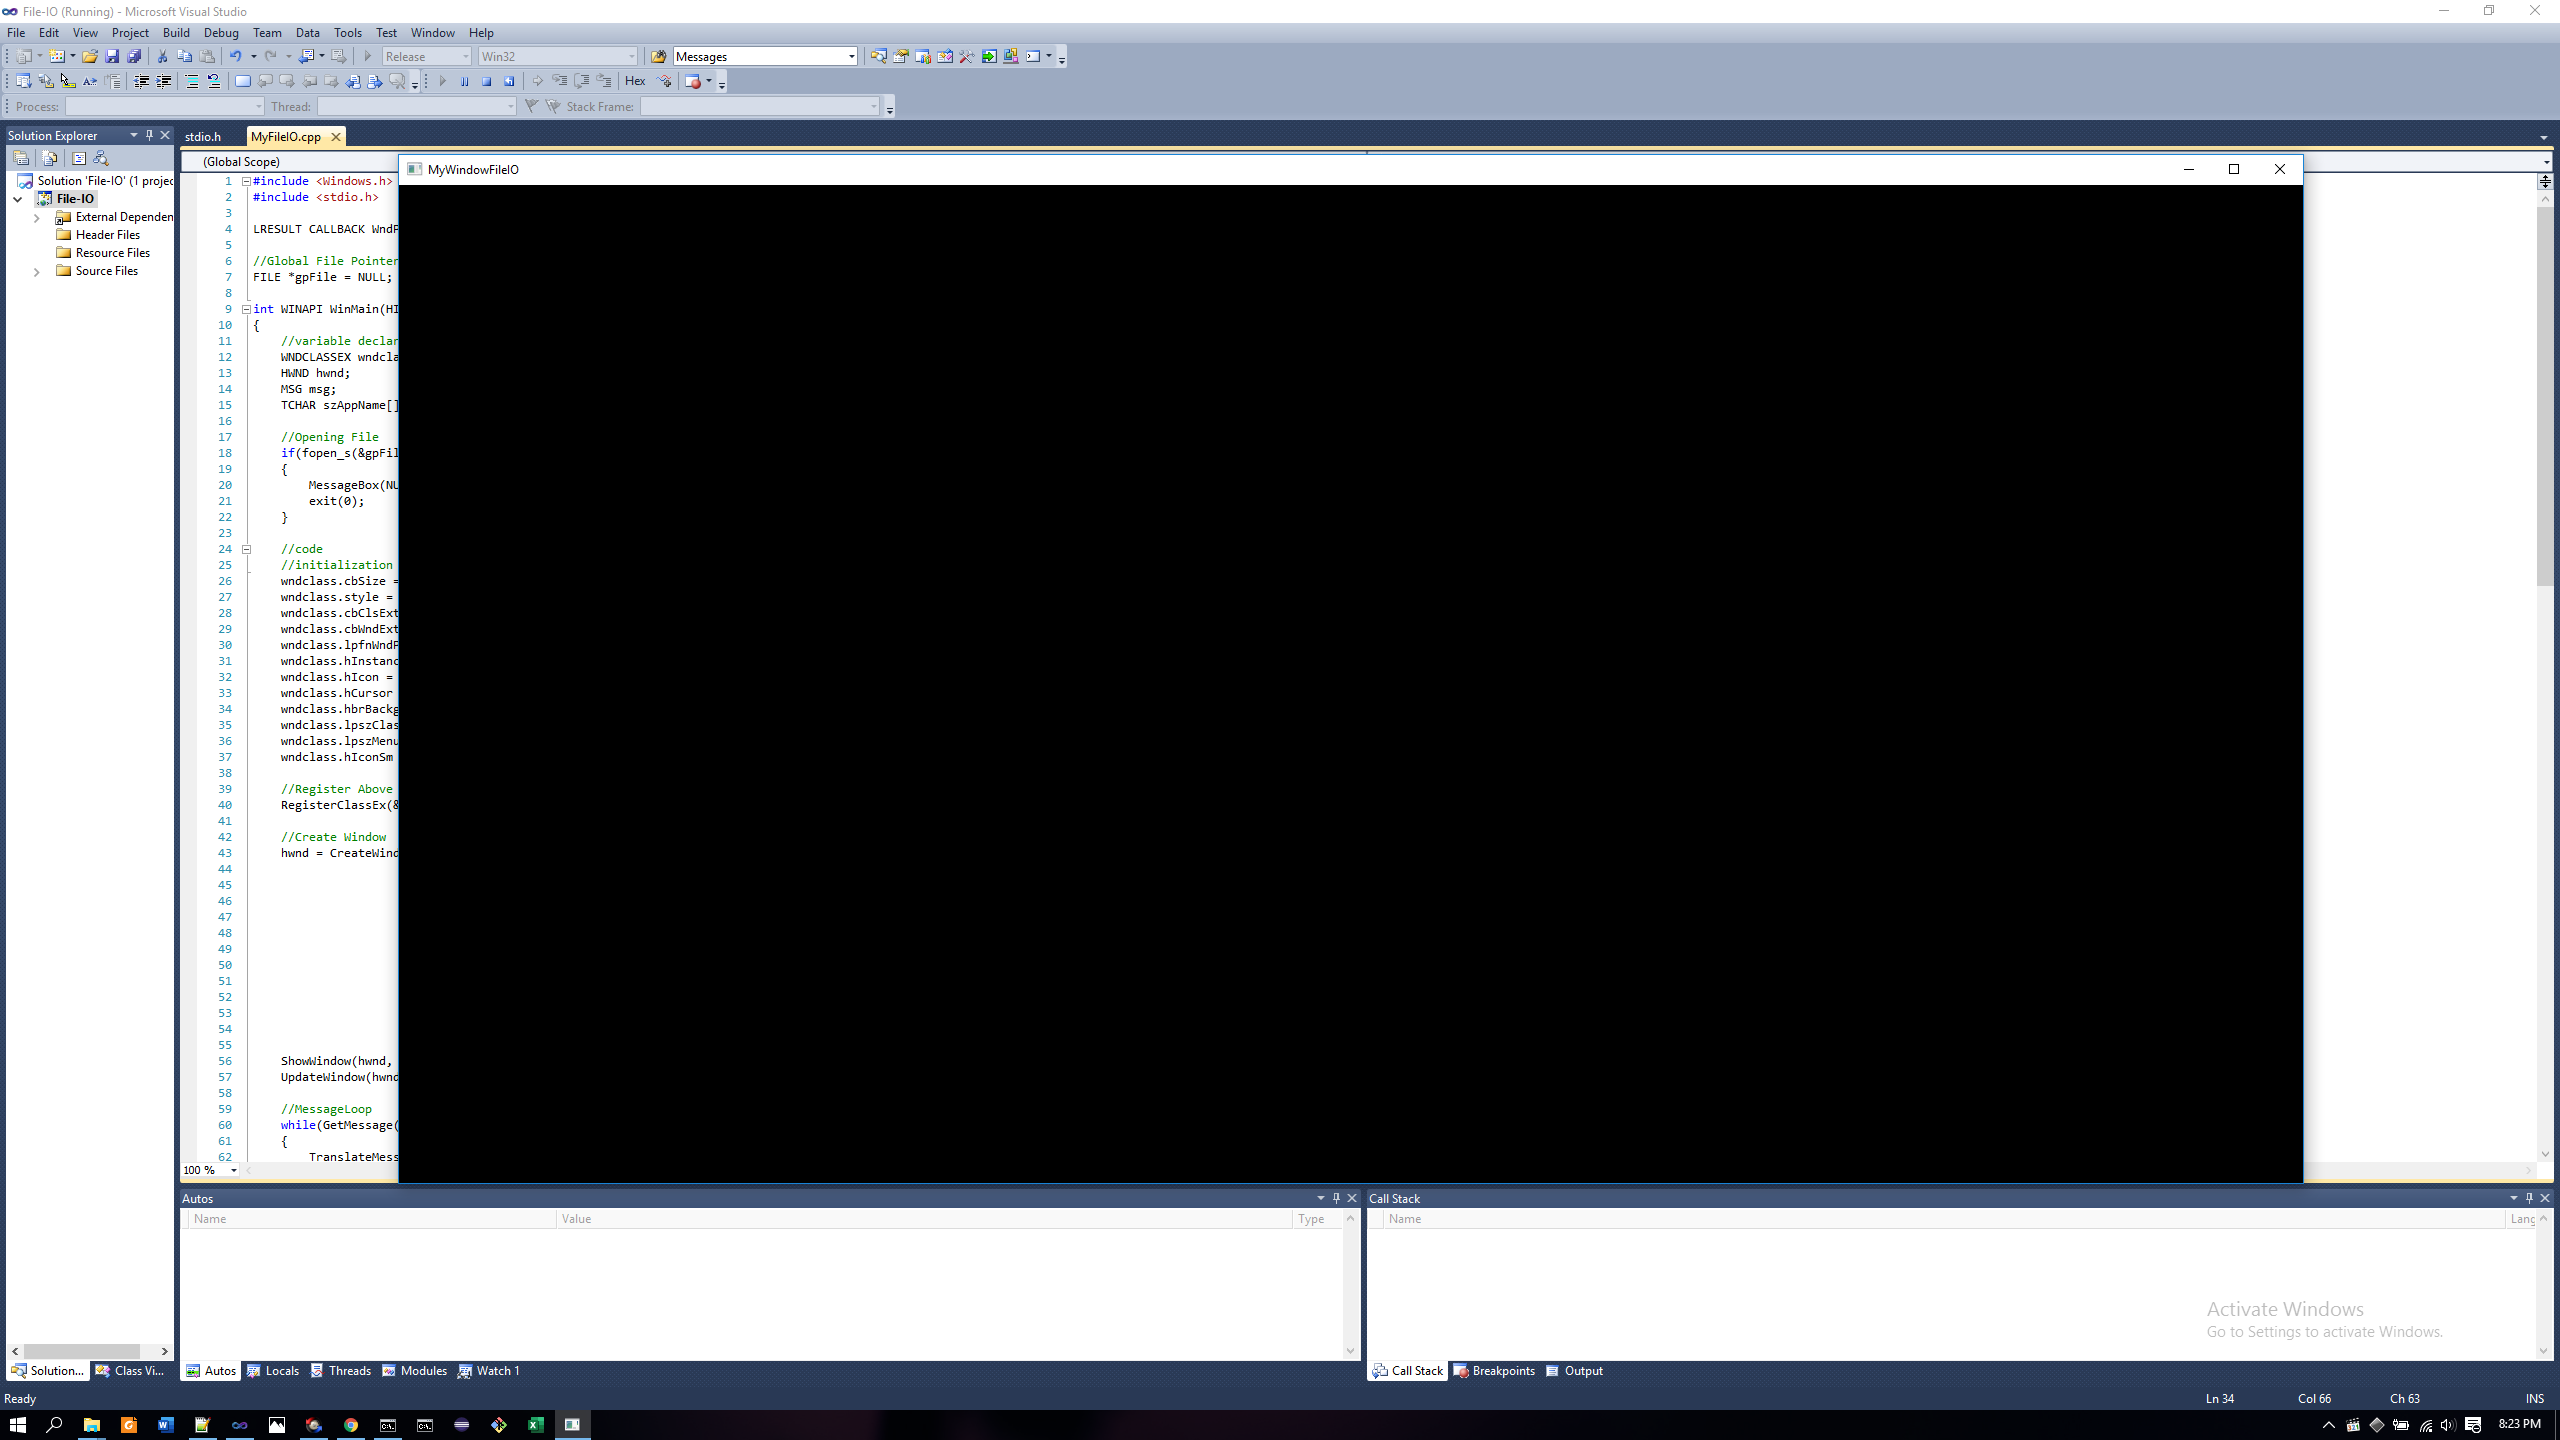 File-IO (Running) - Microsoft Visual Studio
File Edit View Project Build Debug Team Data Tools Test Window Help
Release Win32 Messages
Hex
Process: Thread: Stack Frame:
Solution Explorer
stdio.h MyFileIO.cpp
(Global Scope)
MyWindowFileIO
Solution 'File-IO' (1 projec
File-IO
External Dependen
Header Files
Resource Files
Source Files
1 #include <Windows.h>
2 #include <stdio.h>
3
4 LRESULT CALLBACK WndP
5
6 //Global File Pointer
7 FILE *gpFile = NULL;
8
9 int WINAPI WinMain(HI
10 {
11 //variable declar
12 WNDCLASSEX wndcla
13 HWND hwnd;
14 MSG msg;
15 TCHAR szAppName[]
16
17 //Opening File
18 if(fopen_s(&gpFil
19 {
20 MessageBox(NU
21 exit(0);
22 }
23
24 //code
25 //initialization
26 wndclass.cbSize =
27 wndclass.style =
28 wndclass.cbClsExt
29 wndclass.cbWndExt
30 wndclass.lpfnWndP
31 wndclass.hInstanc
32 wndclass.hIcon =
33 wndclass.hCursor
34 wndclass.hbrBackg
35 wndclass.lpszClas
36 wndclass.lpszMenu
37 wndclass.hIconSm
38
39 //Register Above
40 RegisterClassEx(&
41
42 //Create Window
43 hwnd = CreateWind
44
45
46
47
48
49
50
51
52
53
54
55
56 ShowWindow(hwnd,
57 UpdateWindow(hwnd
58
59 //MessageLoop
60 while(GetMessage(
61 {
62 TranslateMess
100 %
Autos
Name Value Type
Call Stack
Name Lang
Activate Windows
Go to Settings to activate Windows.
Solution... Class Vi...
Autos Locals Threads Modules Watch 1
Call Stack Breakpoints Output
Ready Ln 34 Col 66 Ch 63 INS
8:23 PM